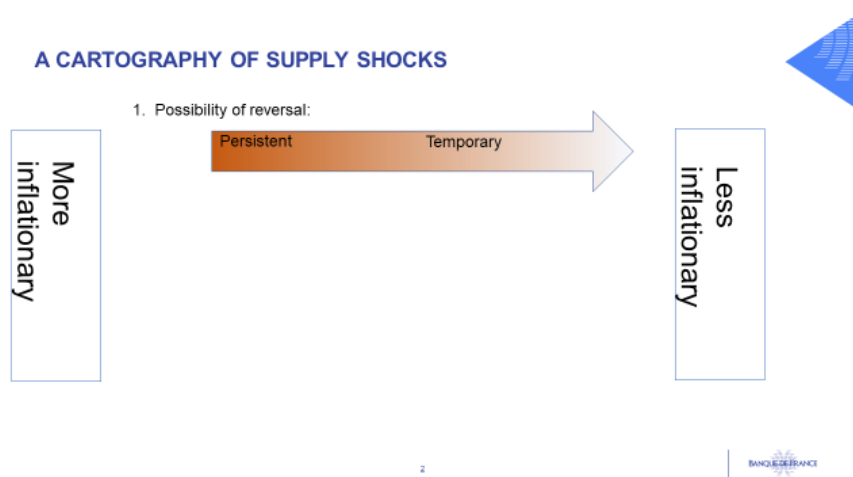 A CARTOGRAPHY OF SUPPLY SHOCKS
1. Possibility of reversal:
Persistent
Temporary
More
inflationary
Less
inflationary
2
BANQUE DE FRANCE